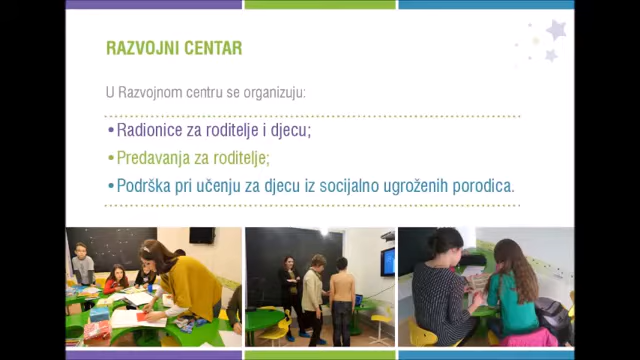 RAZVOJNI CENTAR
U Razvojnom centru se organizuju:
•Radionice za roditelje i djecu;
•Predavanja za roditelje;
•Podrška pri učenju za djecu iz socijalno ugroženih porodica.